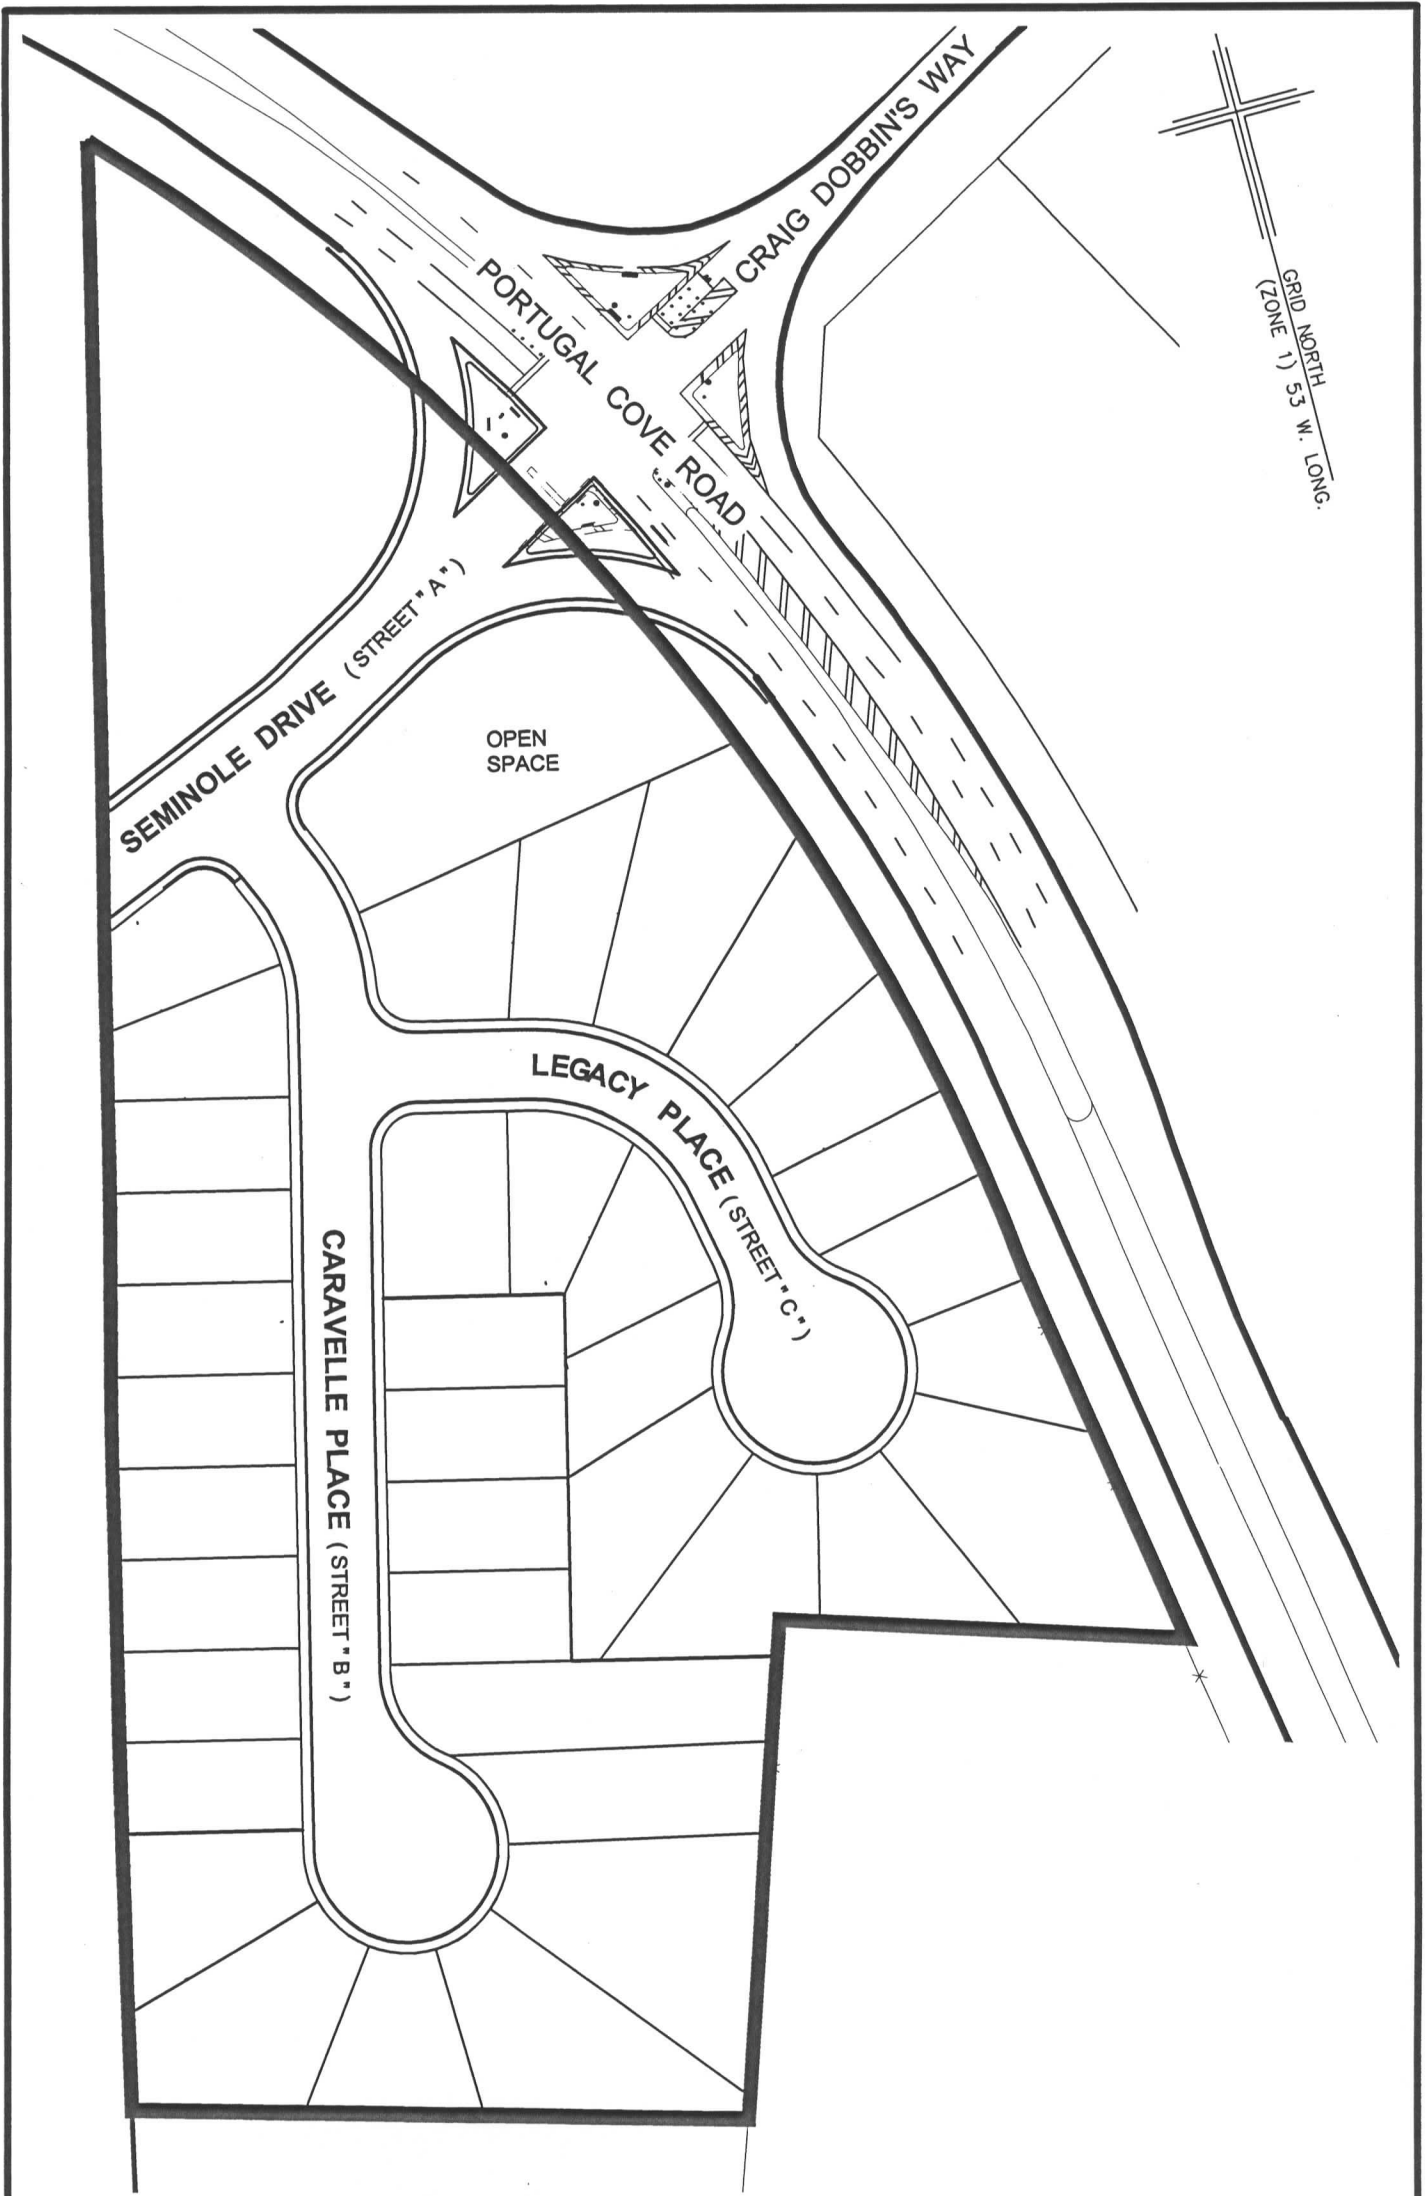 CRAIG DOBBIN'S WAY
GRID NORTH
(ZONE 1) 53 W. LONG.
PORTUGAL COVE ROAD
SEMINOLE DRIVE (STREET "A")
OPEN
SPACE
LEGACY PLACE (STREET "C")
CARAVELLE PLACE (STREET "B")